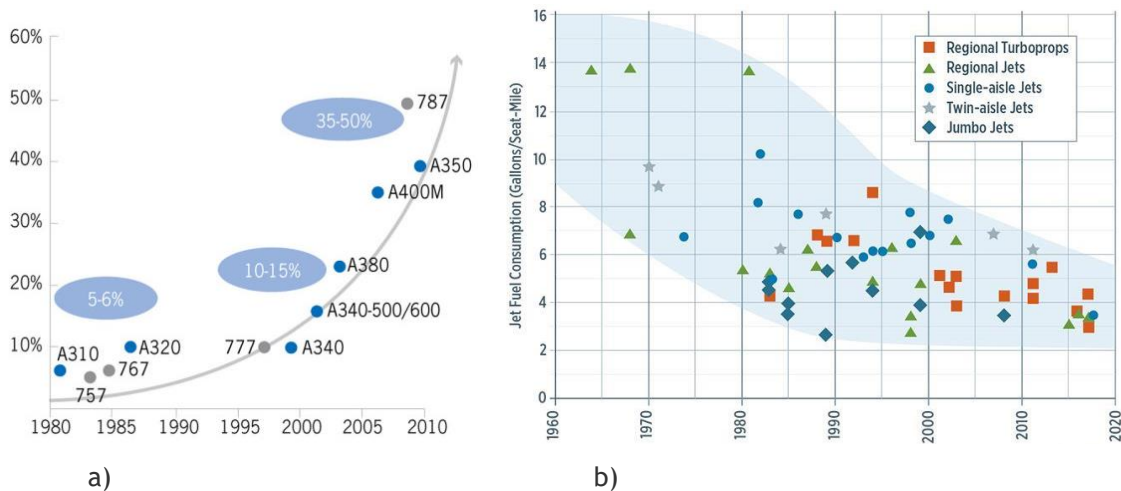 60%
50%
40%
30%
20%
10%
1980 1985 1990 1995 2000 2005 2010
35-50%
10-15%
5-6%
787
A350
A400M
A380
A340-500/600
777
A340
A310
A320
767
757
a)
Jet Fuel Consumption (Gallons/Seat-Mile)
16
14
12
10
8
6
4
2
0
1960 1970 1980 1990 2000 2010 2020
Regional Turboprops
Regional Jets
Single-aisle Jets
Twin-aisle Jets
Jumbo Jets
b)